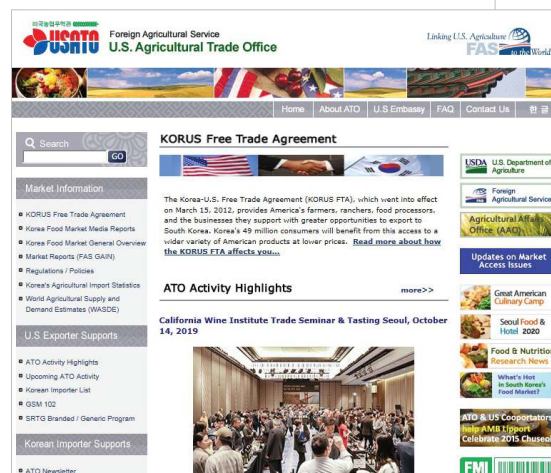 미국농업무역관
USATO
Foreign Agricultural Service
U.S. Agricultural Trade Office
Linking U.S. Agriculture
FAS
to the World
Home
About ATO
U.S Embassy
FAQ
Contact Us
한 글
Search
GO
Market Information
KORUS Free Trade Agreement
Korea Food Market Media Reports
Korea Food Market General Overview
Market Reports (FAS GAIN)
Regulations / Policies
Korea's Agricultural Import Statistics
World Agricultural Supply and
Demand Estimates (WASDE)
U.S Exporter Supports
ATO Activity Highlights
Upcoming ATO Activity
Korean Importer List
GSM 102
SRTG Branded / Generic Program
Korean Importer Supports
ATO Newsletter
KORUS Free Trade Agreement
The Korea-U.S. Free Trade Agreement (KORUS FTA), which went into effect
on March 15, 2012, provides America's farmers, ranchers, food processors,
and the businesses they support with greater opportunities to export to
South Korea. Korea's 49 million consumers will benefit from this access to a
wider variety of American products at lower prices. Read more about how
the KORUS FTA affects you...
ATO Activity Highlights
more>>
California Wine Institute Trade Seminar & Tasting Seoul, October
14, 2019
USDA
U.S. Department of
Agriculture
Foreign
Agricultural Service
Agricultural Affairs
Office (AAO)
Updates on Market
Access Issues
Great American
Culinary Camp
Seoul Food &
Hotel 2020
Food & Nutrition
Research News
What's Hot
in South Korea's
Food Market?
ATO & US Cooportators
help AMB Lipport
Celebrate 2015 Chuseo
FMI